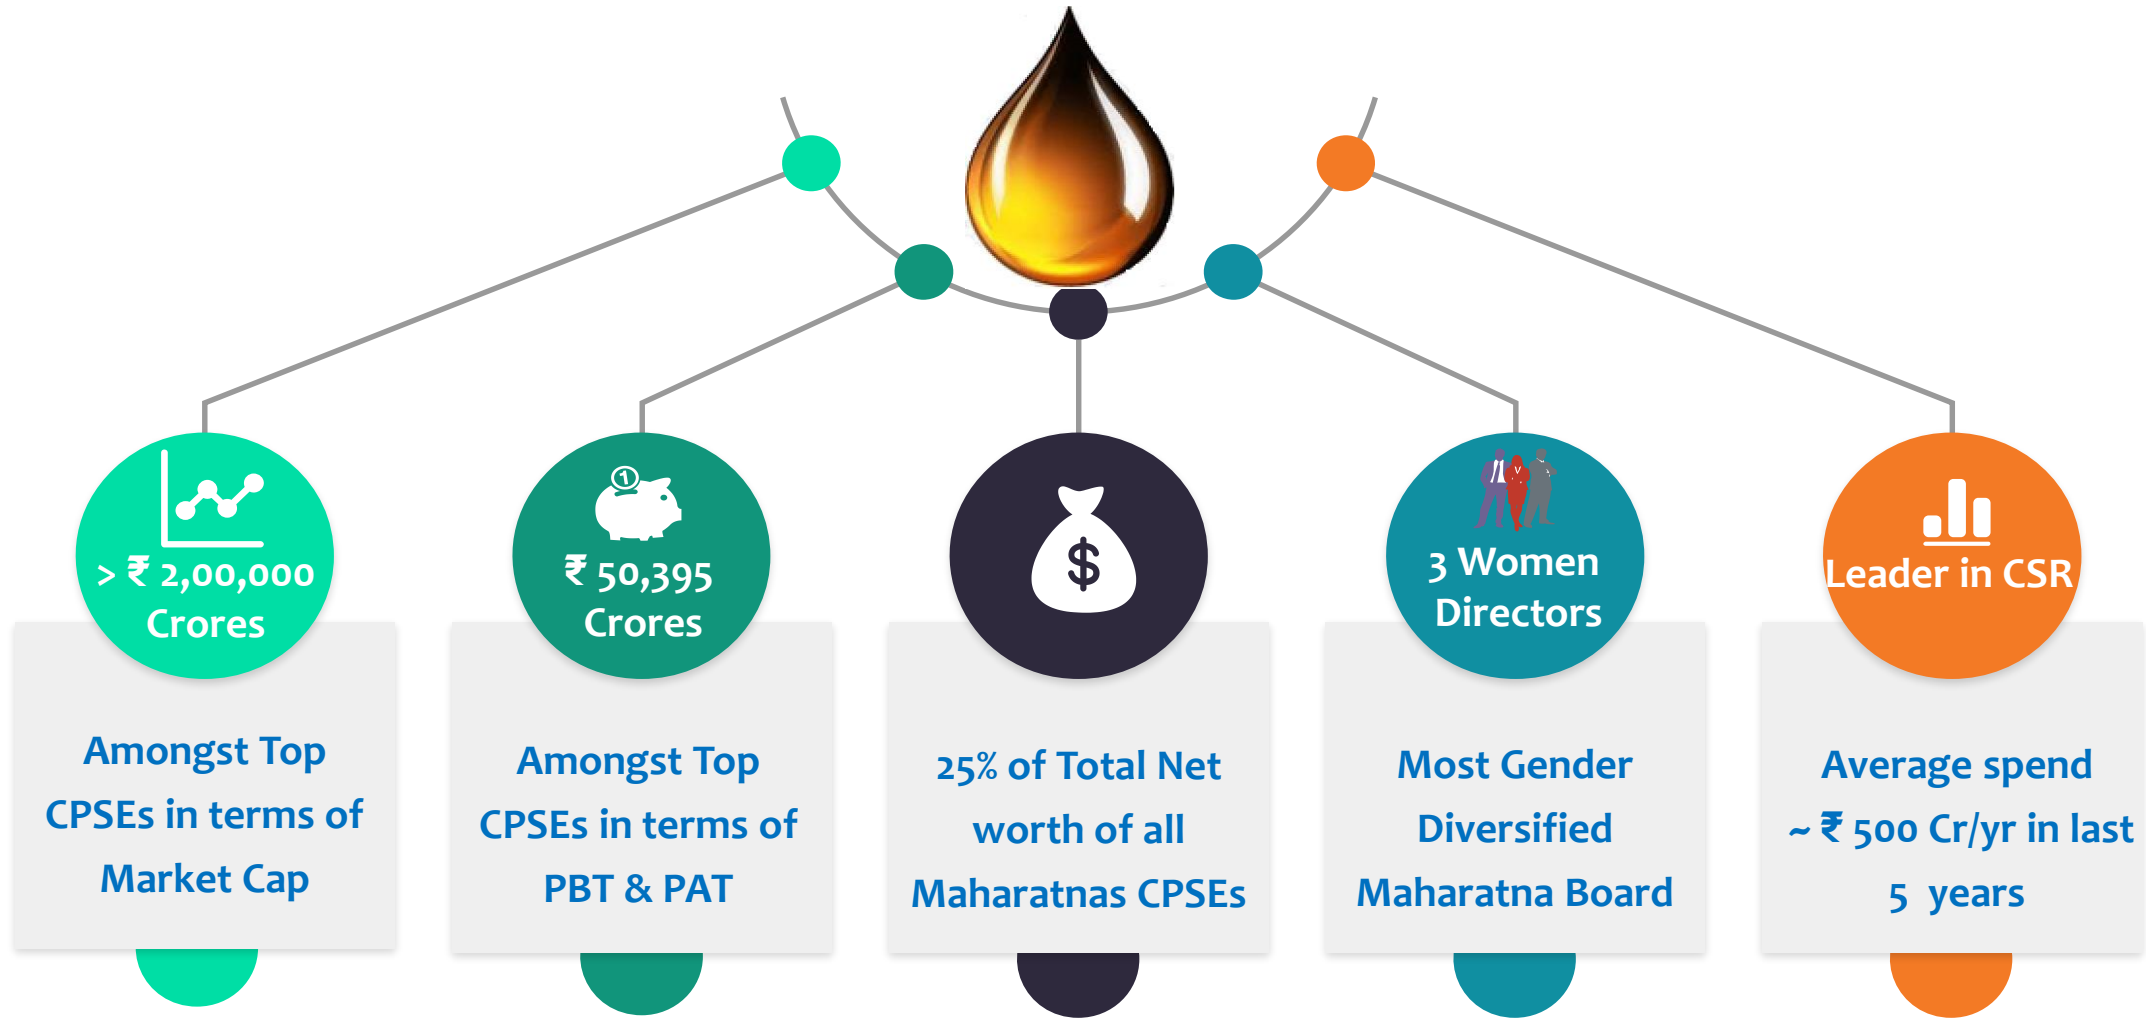 > ₹ 2,00,000
Crores
Amongst Top
CPSEs in terms of
Market Cap
1
₹ 50,395
Crores
Amongst Top
CPSEs in terms of
PBT & PAT
$
25% of Total Net
worth of all
Maharatnas CPSEs
3 Women
Directors
Most Gender
Diversified
Maharatna Board
Leader in CSR
Average spend
~ ₹ 500 Cr/yr in last
5 years